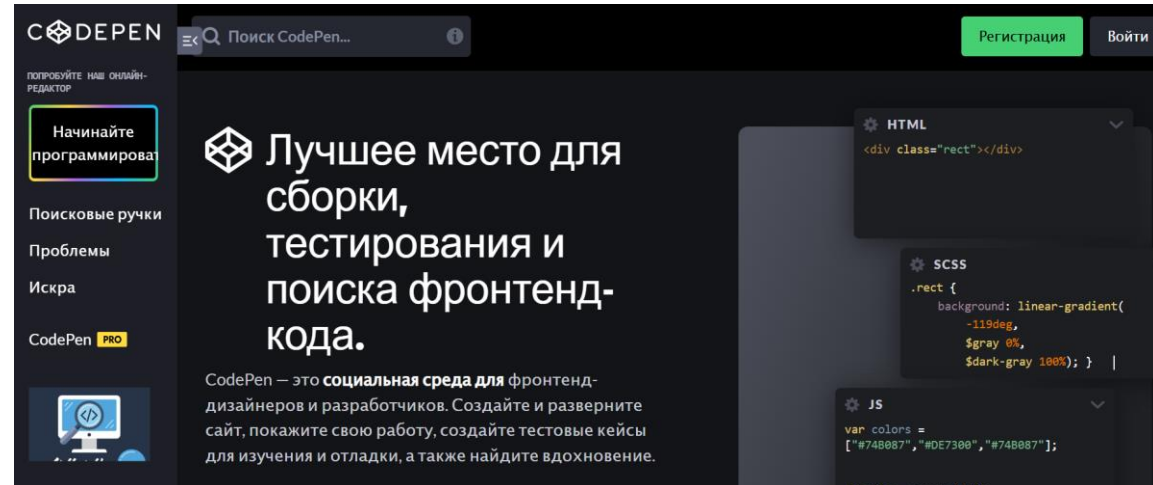 CODEPEN
Поиск CodePen...
Регистрация
Войти
ПОПРОБУЙТЕ НАШ ОНЛАЙН-
РЕДАКТОР
Начинайте
программироват
Поисковые ручки
Проблемы
Искра
CodePen PRO
Лучшее место для
сборки,
тестирования и
поиска фронтенд-
кода.
CodePen — это социальная среда для фронтенд-
дизайнеров и разработчиков. Создайте и разверните
сайт, покажите свою работу, создайте тестовые кейсы
для изучения и отладки, а также найдите вдохновение.
HTML
<div class="rect"></div>
SCSS
.rect {
background: linear-gradient(
-119deg,
$gray 0%,
$dark-gray 100%); }
JS
var colors =
["#74B087","#DE7300","#74B087"];